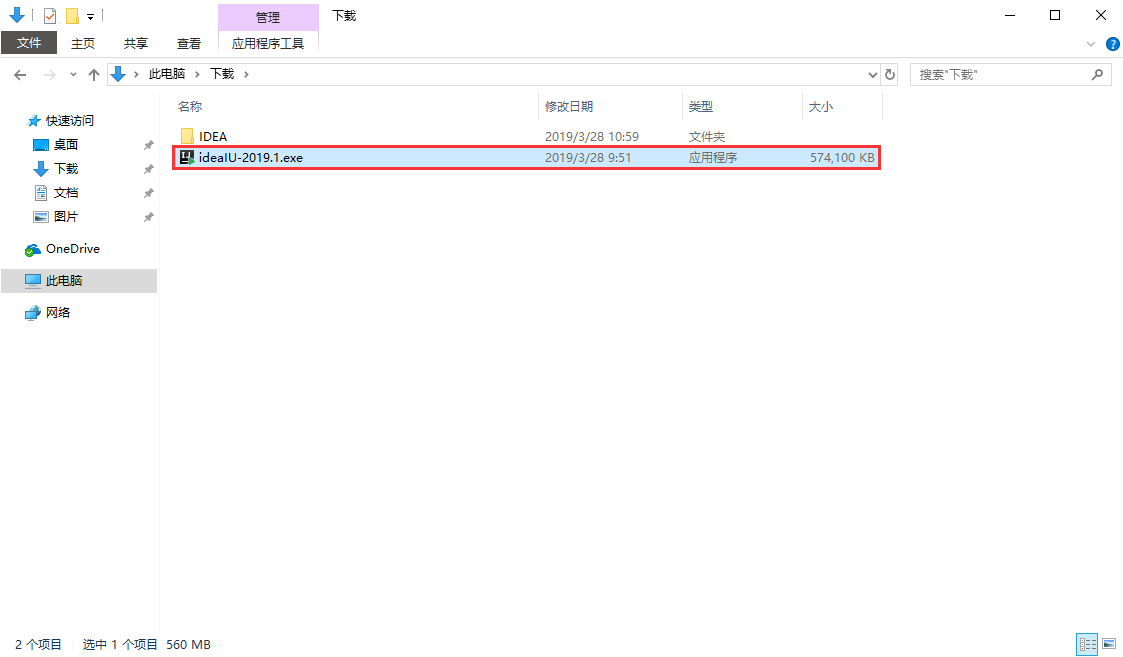 管理 下载
文件 主页 共享 查看 应用程序工具
此电脑 下载 搜索"下载"
名称 修改日期 类型 大小
快速访问
桌面
下载
文档
图片
OneDrive
此电脑
网络
IDEA 2019/3/28 10:59 文件夹
ideaIU-2019.1.exe 2019/3/28 9:51 应用程序 574,100 KB
2 个项目 选中 1 个项目 560 MB